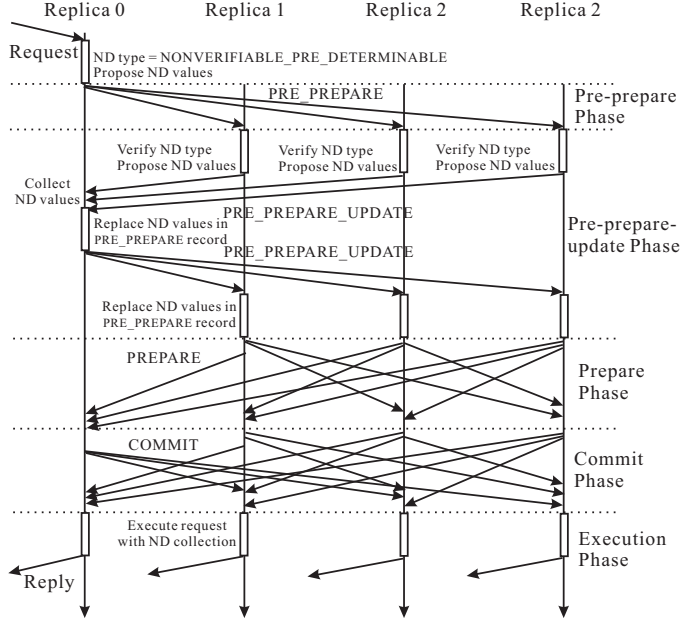 Replica 0 Replica 1 Replica 2 Replica 2
Request
ND type = NONVERIFIABLE_PRE_DETERMINABLE
Propose ND values
PRE_PREPARE
Pre-prepare
Phase
Verify ND type
Propose ND values
Verify ND type
Propose ND values
Verify ND type
Propose ND values
Collect
ND values
PRE_PREPARE_UPDATE
Replace ND values in
PRE_PREPARE record
PRE_PREPARE_UPDATE
Pre-prepare-
update Phase
Replace ND values in
PRE_PREPARE record
PREPARE
Prepare
Phase
COMMIT
Commit
Phase
Execute request
with ND collection
Execution
Phase
Reply